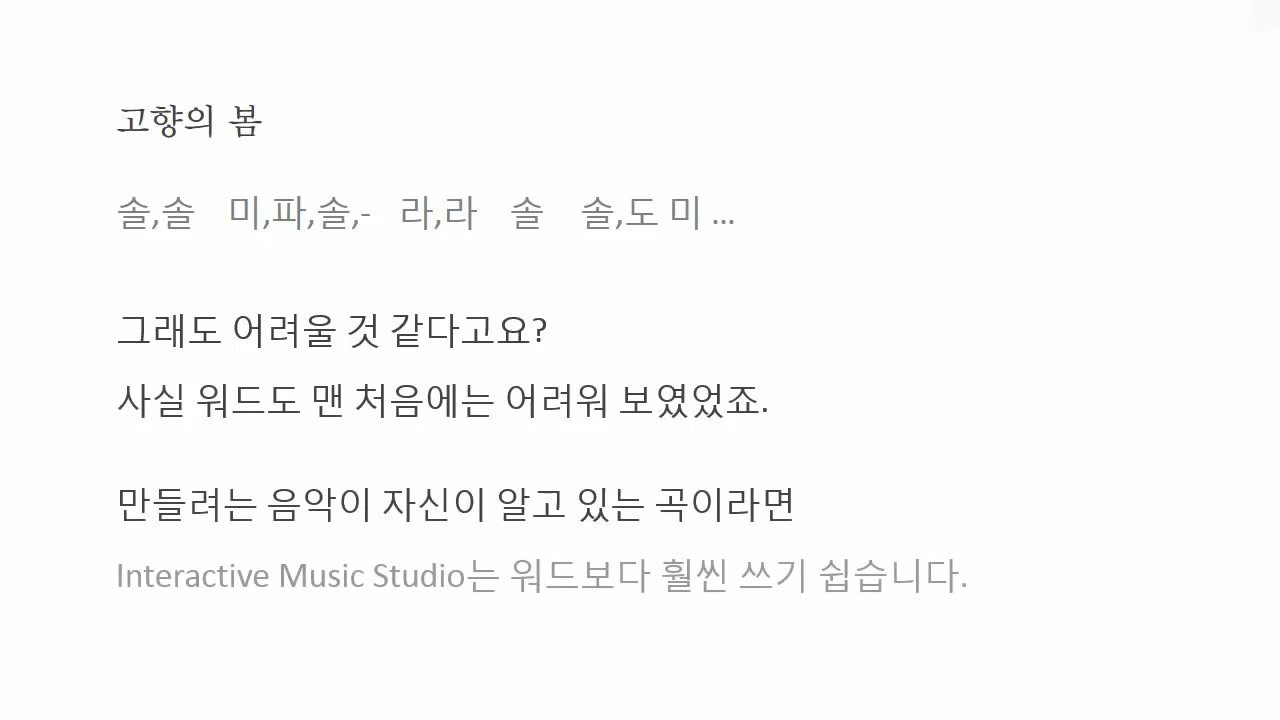 고향의 봄
솔,솔 미,파,솔,- 라,라 솔 솔,도 미 ...
그래도 어려울 것 같다고요?
사실 워드도 맨 처음에는 어려워 보였었죠.
만들려는 음악이 자신이 알고 있는 곡이라면
Interactive Music Studio는 워드보다 훨씬 쓰기 쉽습니다.